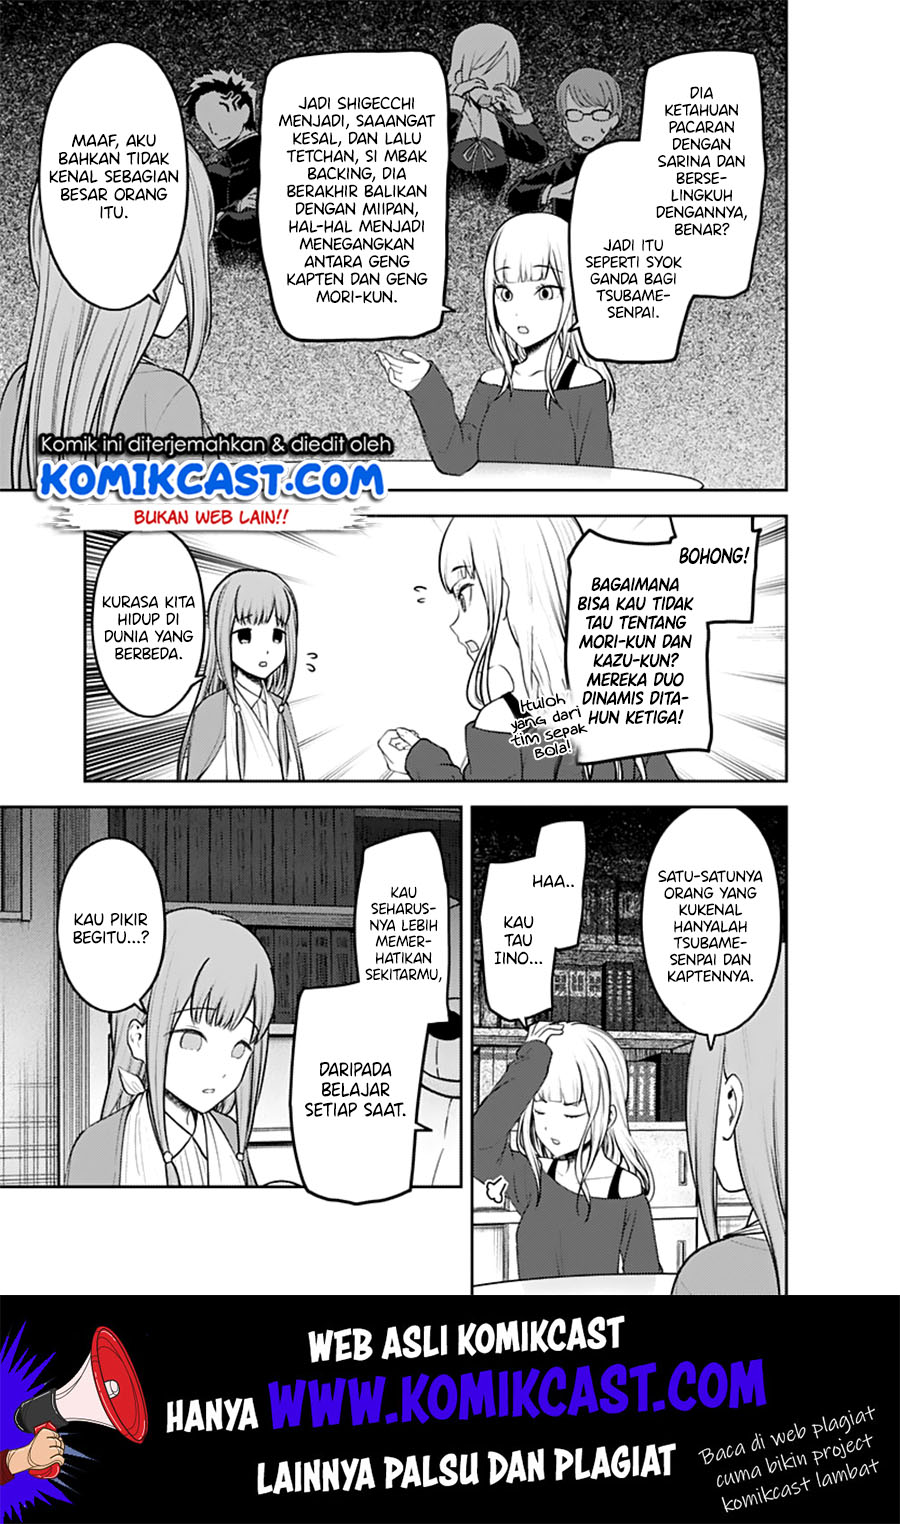 DIA
KETAHUAN
PACARAN
DENGAN
SARINA DAN
BERSE-
LINGKUH
DENGANNYA,
BENAR?
JADI ITU
SEPERTI SYOK
GANDA BAGI
TSUBAME-
SENPAI.
JADI SHIGECCHI
MENJADI, SAAANGAT
KESAL, DAN LALU
TETCHAN, SI MBAK
BACKING, DIA
BERAKHIR BALIKAN
DENGAN MIIPAN,
HAL-HAL MENJADI
MENEGANGKAN
ANTARA GENG
KAPTEN DAN GENG
MORI-KUN.
MAAF, AKU
BAHKAN TIDAK
KENAL SEBAGIAN
BESAR ORANG
ITU.
Komik ini diterjemahkan & diedit oleh
KOMIKCAST.COM
BUKAN WEB LAIN!!
BOHONG!
BAGAIMANA
BISA KAU TIDAK
TAU TENTANG
MORI-KUN DAN
KAZU-KUN?
MEREKA DUO
DINAMIS DITA-
HUN KETIGA!
Ituloh
yang dari
tim sepak
Bola!
KURASA KITA
HIDUP DI
DUNIA YANG
BERBEDA.
SATU-SATUNYA
ORANG YANG
KUKENAL
HANYALAH
TSUBAME-
SENPAI DAN
KAPTENNYA.
HAA..
KAU
TAU
IINO...
KAU
SEHARUS-
NYA LEBIH
MEMER-
HATIKAN
SEKITARMU,
DARIPADA
BELAJAR
SETIAP SAAT.
KAU PIKIR
BEGITU...?
WEB ASLI KOMIKCAST
HANYA WWW.KOMIKCAST.COM
LAINNYA PALSU DAN PLAGIAT
Baca di web plagiat
cuma bikin project
komikcast lambat